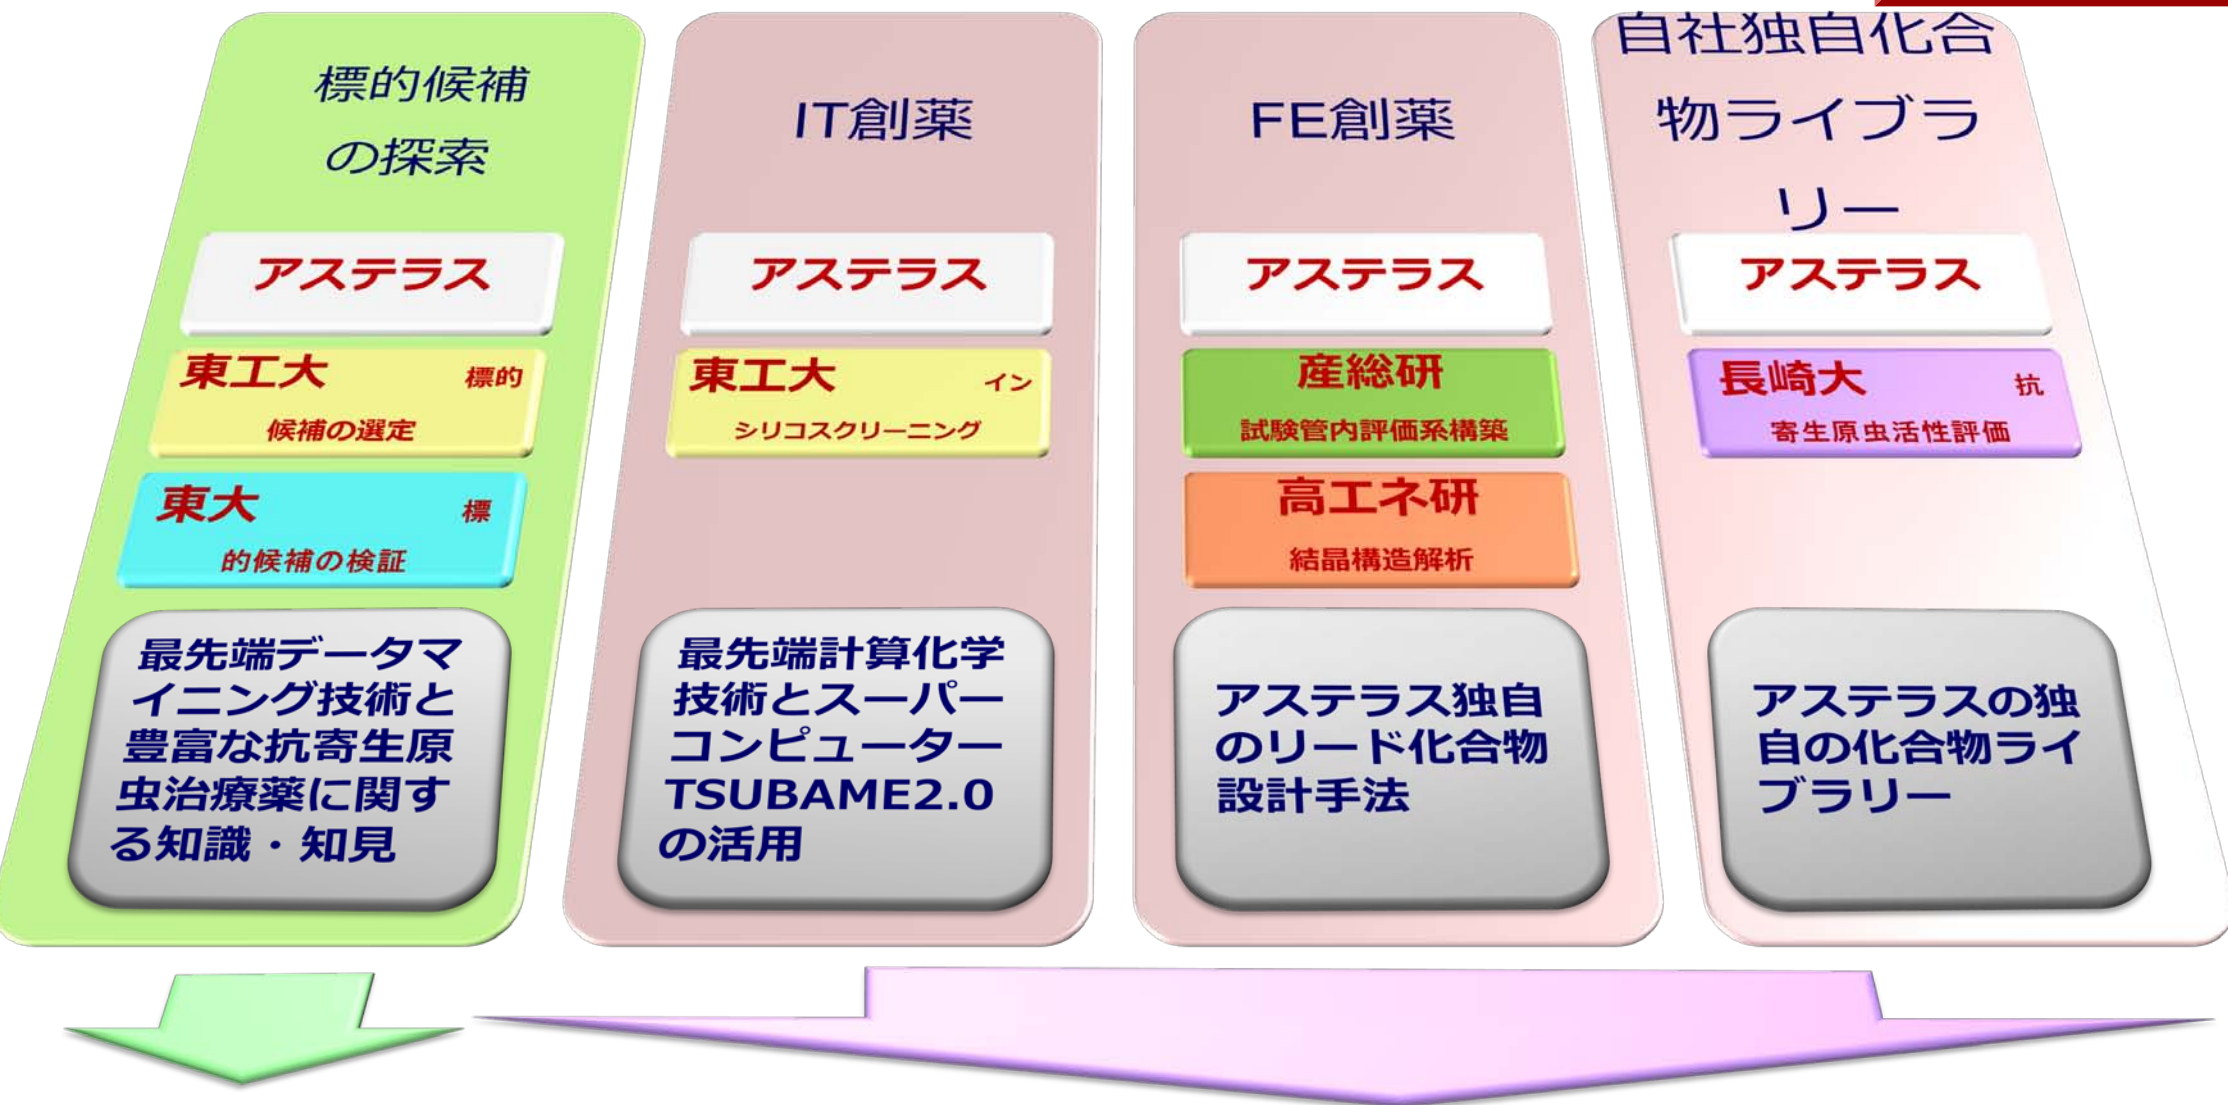 標的候補
の探索
アステラス
東工大 標的
候補の選定
東大 標
的候補の検証
最先端データマ
イニング技術と
豊富な抗寄生原
虫治療薬に関す
る知識・知見
IT創薬
アステラス
東工大 イン
シリコスクリーニング
最先端計算化学
技術とスーパー
コンピューター
TSUBAME2.0
の活用
FE創薬
アステラス
産総研
試験管内評価系構築
高エネ研
結晶構造解析
アステラス独自
のリード化合物
設計手法
自社独自化合
物ライブラ
リー
アステラス
長崎大 抗
寄生原虫活性評価
アステラスの独
自の化合物ライ
ブラリー